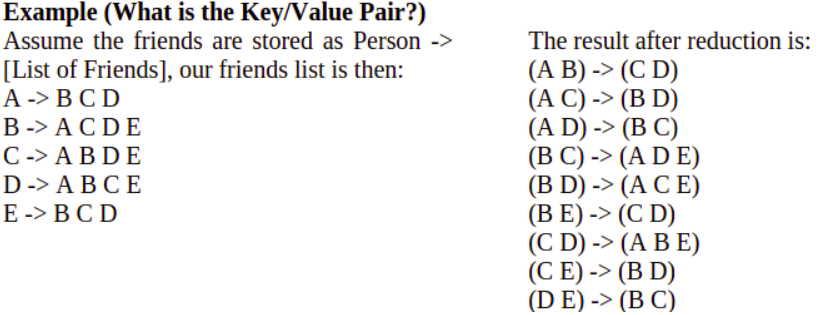 Example (What is the Key/Value Pair?)
Assume the friends are stored as Person ->
[List of Friends], our friends list is then:
A -> B C D
B -> A C D E
C -> A B D E
D -> A B C E
E -> B C D
The result after reduction is:
(A B) -> (C D)
(A C) -> (B D)
(A D) -> (B C)
(B C) -> (A D E)
(B D) -> (A C E)
(B E) -> (C D)
(C D) -> (A B E)
(C E) -> (B D)
(D E) -> (B C)